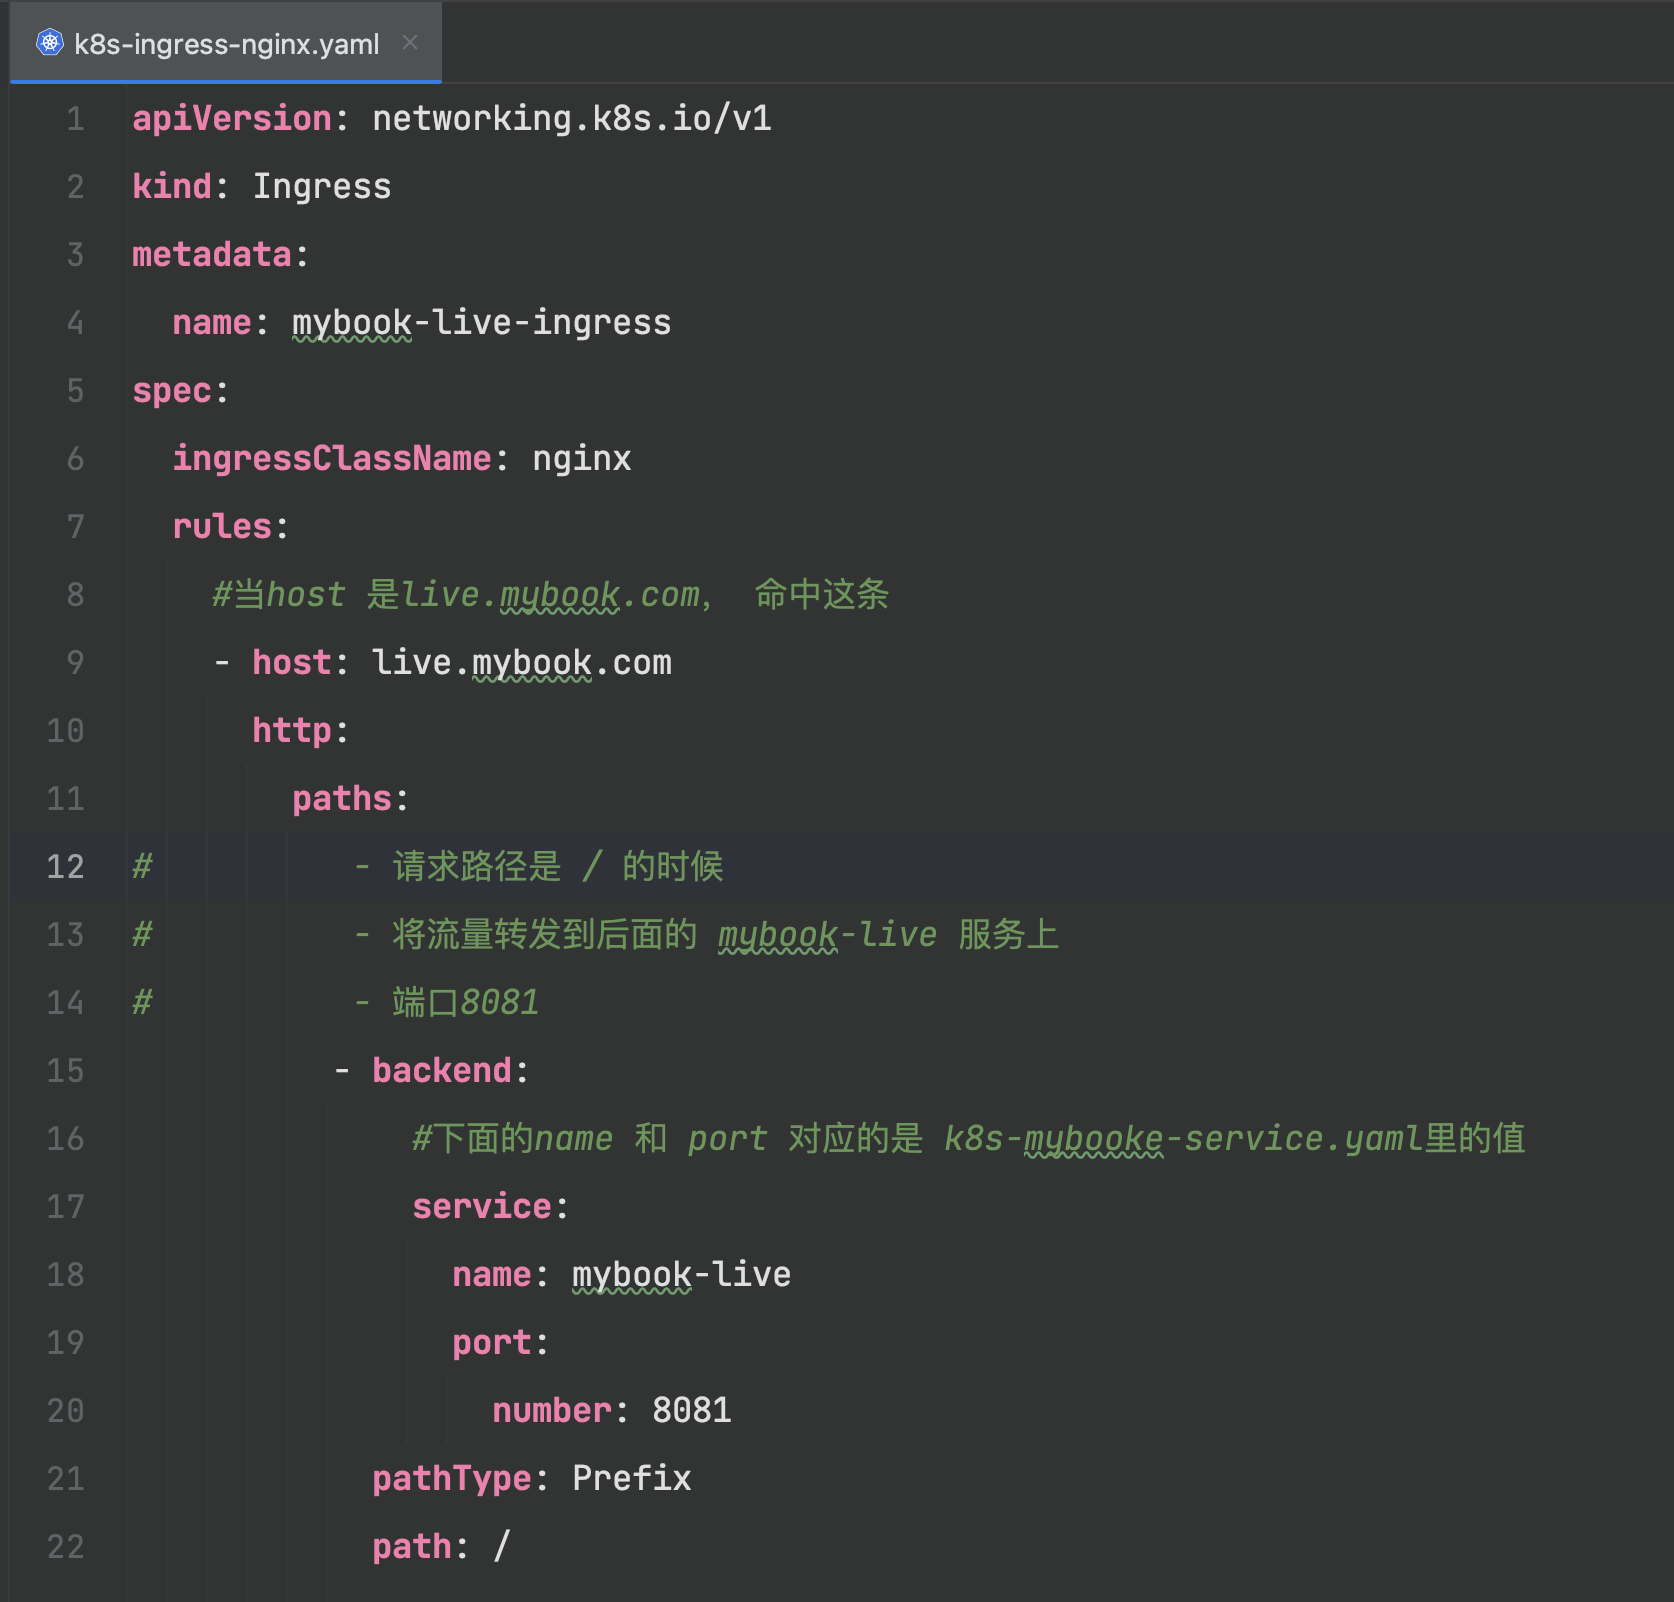 k8s-ingress-nginx.yaml
1 apiVersion: networking.k8s.io/v1
2 kind: Ingress
3 metadata:
4   name: mybook-live-ingress
5 spec:
6   ingressClassName: nginx
7   rules:
8     #当host 是live.mybook.com， 命中这条
9     - host: live.mybook.com
10       http:
11         paths:
12 #          - 请求路径是 / 的时候
13 #          - 将流量转发到后面的 mybook-live 服务上
14 #          - 端口8081
15           - backend:
16               #下面的name 和 port 对应的是 k8s-mybooke-service.yaml里的值
17               service:
18                 name: mybook-live
19                 port:
20                   number: 8081
21             pathType: Prefix
22             path: /